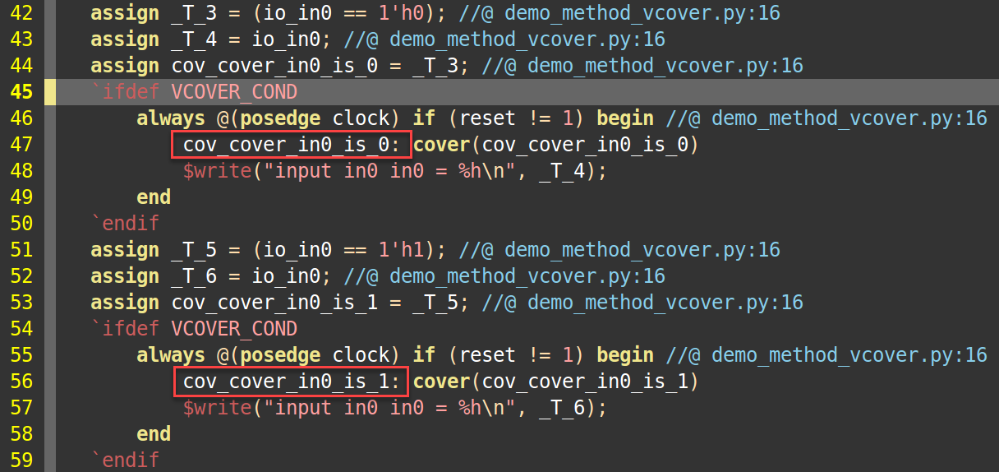 42 assign _T_3 = (io_in0 == 1'h0); //@ demo_method_vcover.py:16
43 assign _T_4 = io_in0; //@ demo_method_vcover.py:16
44 assign cov_cover_in0_is_0 = _T_3; //@ demo_method_vcover.py:16
45 `ifdef VCOVER_COND
46 always @(posedge clock) if (reset != 1) begin //@ demo_method_vcover.py:16
47 cov_cover_in0_is_0: cover(cov_cover_in0_is_0)
48 $write("input in0 in0 = %h\n", _T_4);
49 end
50 `endif
51 assign _T_5 = (io_in0 == 1'h1); //@ demo_method_vcover.py:16
52 assign _T_6 = io_in0; //@ demo_method_vcover.py:16
53 assign cov_cover_in0_is_1 = _T_5; //@ demo_method_vcover.py:16
54 `ifdef VCOVER_COND
55 always @(posedge clock) if (reset != 1) begin //@ demo_method_vcover.py:16
56 cov_cover_in0_is_1: cover(cov_cover_in0_is_1)
57 $write("input in0 in0 = %h\n", _T_6);
58 end
59 `endif